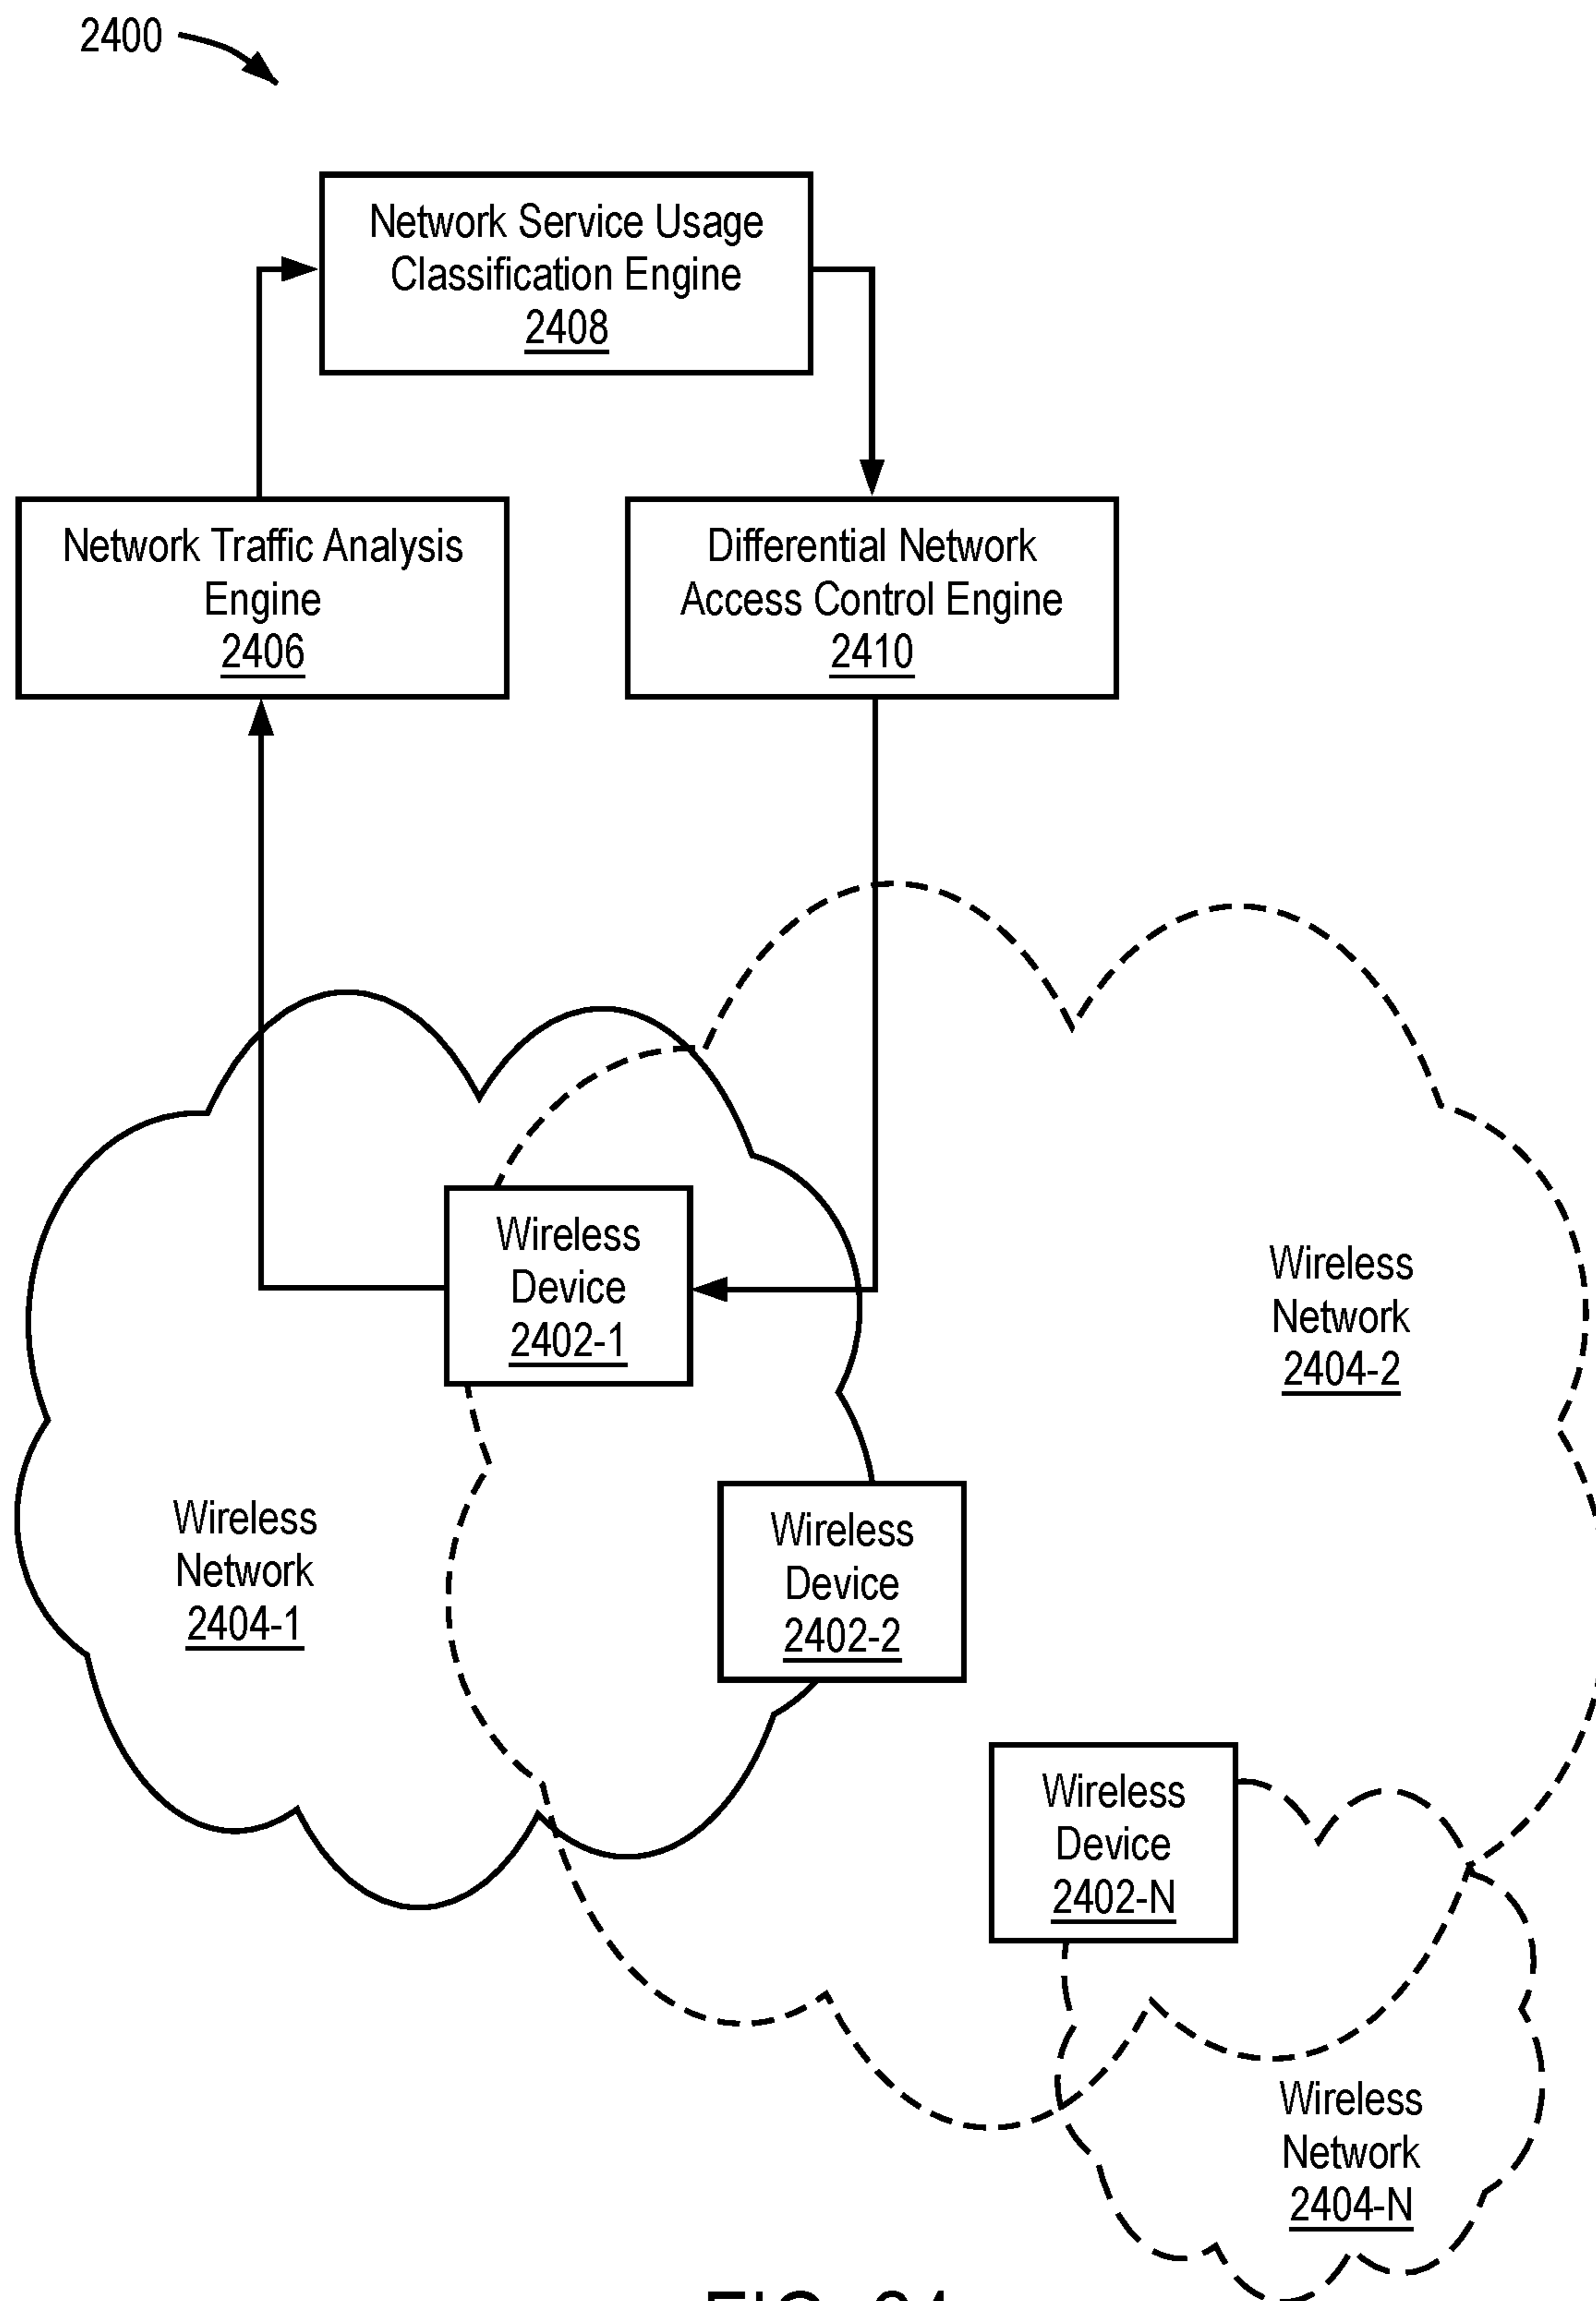 2400
Network Service Usage
Classification Engine
2408
Network Traffic Analysis
Engine
2406
Differential Network
Access Control Engine
2410
Wireless
Device
2402-1
Wireless
Network
2404-2
Wireless
Network
2404-1
Wireless
Device
2402-2
Wireless
Device
2402-N
Wireless
Network
2404-N